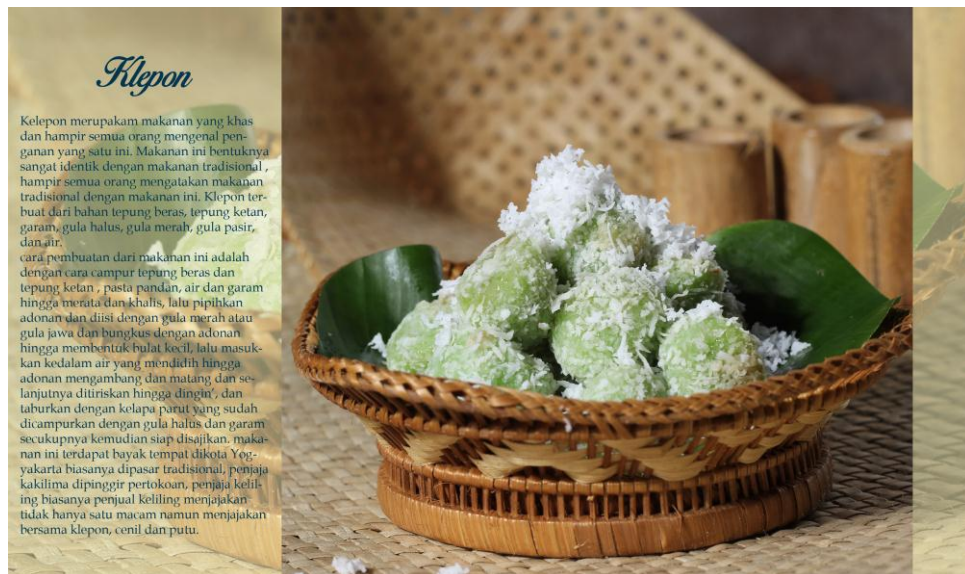 Klepon
Kelepon merupakam makanan yang khas
dan hampir semua orang mengenal pen-
ganan yang satu ini. Makanan ini bentuknya
sangat identik dengan makanan tradisional ,
hampir semua orang mengatakan makanan
tradisional dengan makanan ini. Klepon ter-
buat dari bahan tepung beras, tepung ketan,
garam, gula halus, gula merah, gula pasir,
dan air.
cara pembuatan dari makanan ini adalah
dengan cara campur tepung beras dan
tepung ketan , pasta pandan, air dan garam
hingga merata dan khalis, lalu pipihkan
adonan dan diisi dengan gula merah atau
gula jawa dan bungkus dengan adonan
hingga membentuk bulat kecil, lalu masuk-
kan kedalam air yang mendidih hingga
adonan mengambang dan matang dan se-
lanjutnya ditiriskan hingga dingin', dan
taburkan dengan kelapa parut yang sudah
dicampurkan dengan gula halus dan garam
secukupnya kemudian siap disajikan. maka-
nan ini terdapat bayak tempat dikota Yog-
yakarta biasanya dipasar tradisional, penjaja
kakilima dipinggir pertokoan, penjaja kelil-
ing biasanya penjual keliling menjajakan
tidak hanya satu macam namun menjajakan
bersama klepon, cenil dan putu.